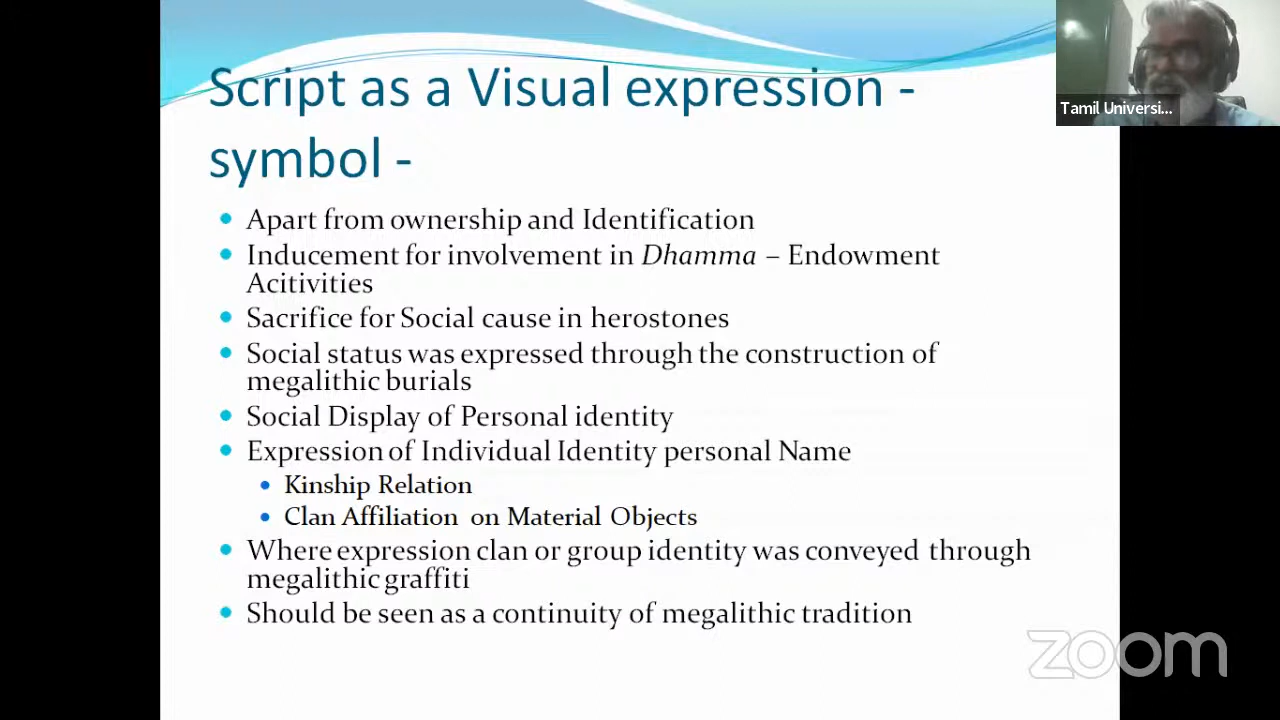 Script as a Visual expression -
symbol -
Tamil Universi...
Apart from ownership and Identification
Inducement for involvement in Dhamma – Endowment
Acitivities
Sacrifice for Social cause in herostones
Social status was expressed through the construction of
megalithic burials
Social Display of Personal identity
Expression of Individual Identity personal Name
Kinship Relation
Clan Affiliation on Material Objects
Where expression clan or group identity was conveyed through
megalithic graffiti
Should be seen as a continuity of megalithic tradition
zoom